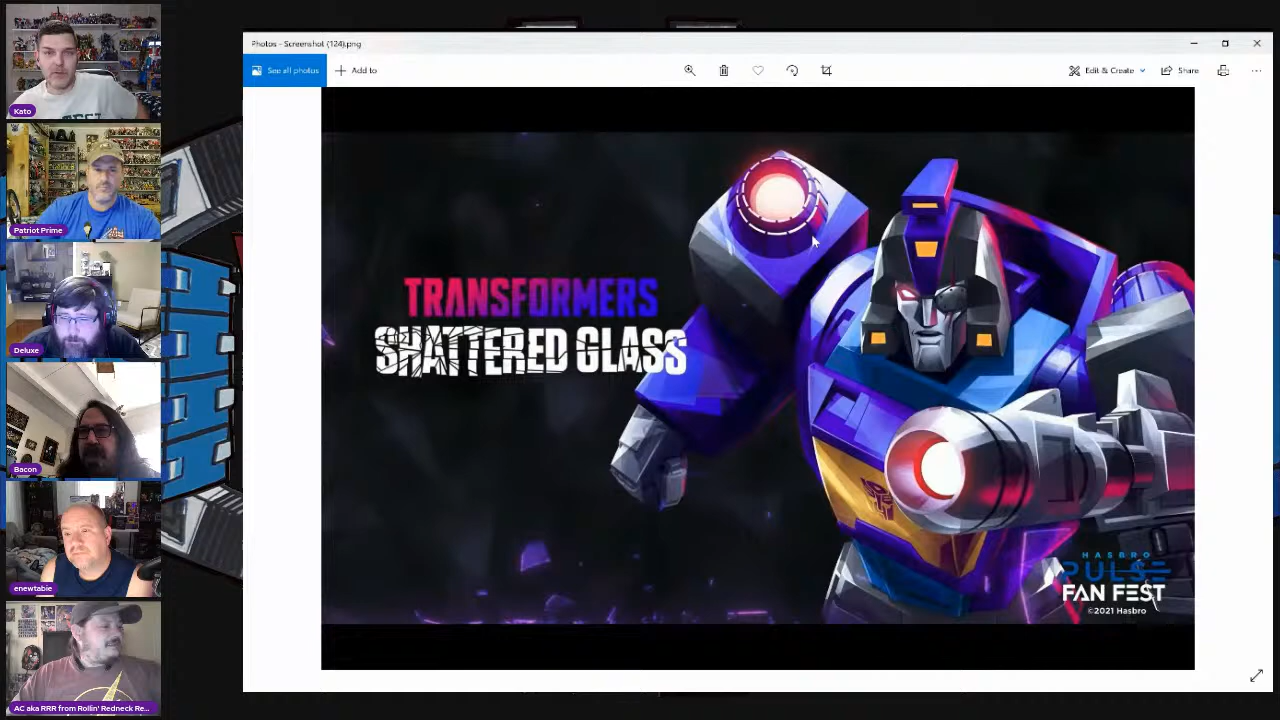 Kato
Patriot Prime
Deluxe
Bacon
enewtabie
AC aka RRR from Rollin' Redneck Re...
Photos - Screenshot (124).png
See all photos
Add to
Edit & Create
Share
TRANSFORMERS
SHATTERED GLASS
HASBRO
PULSE
FAN FEST
©2021 Hasbro